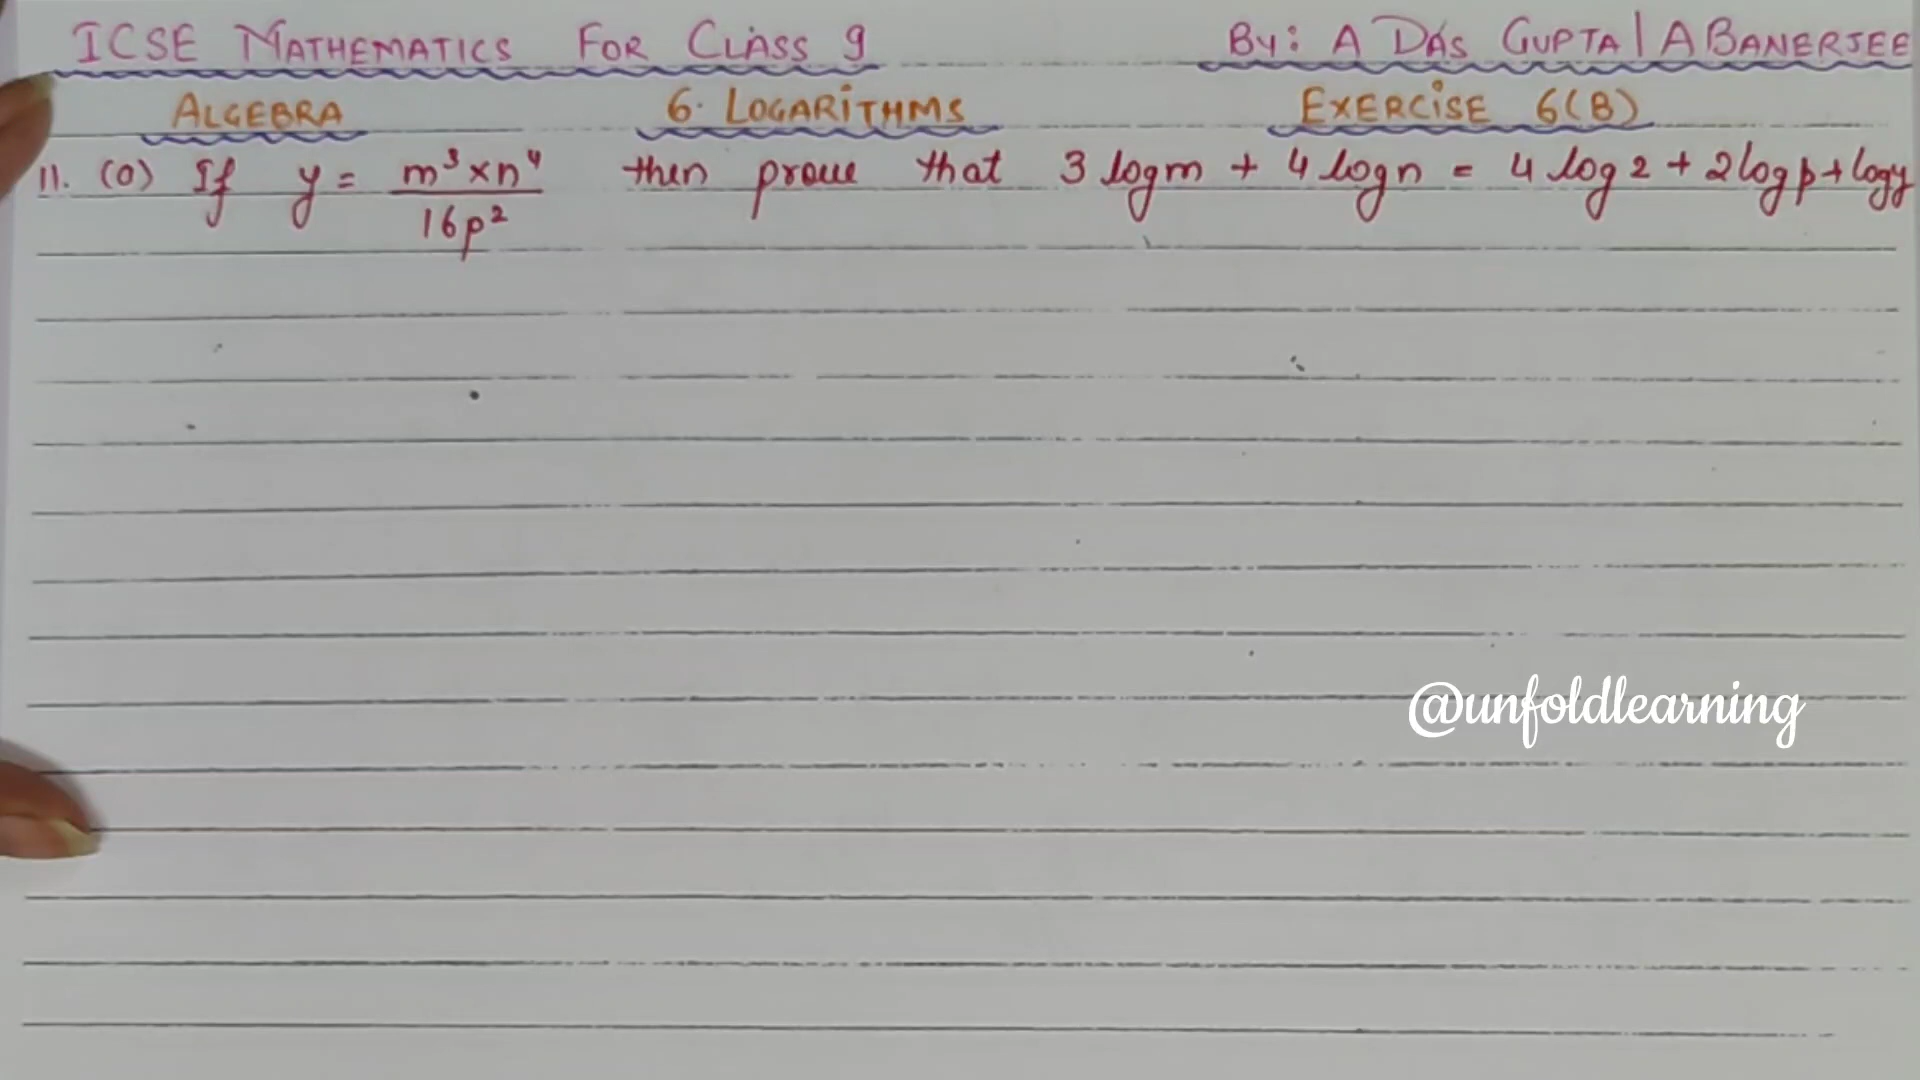 ICSE MATHEMATICS FOR CLASS 9 BY: A DAS GUPTA | A BANERJEE
ALGEBRA 6. LOGARITHMS EXERCISE 6(B)
11. (o) If y = m³×n⁴ / 16p² then prove that 3 log m + 4 log n = 4 log 2 + 2 log p + log y
@unfoldlearning